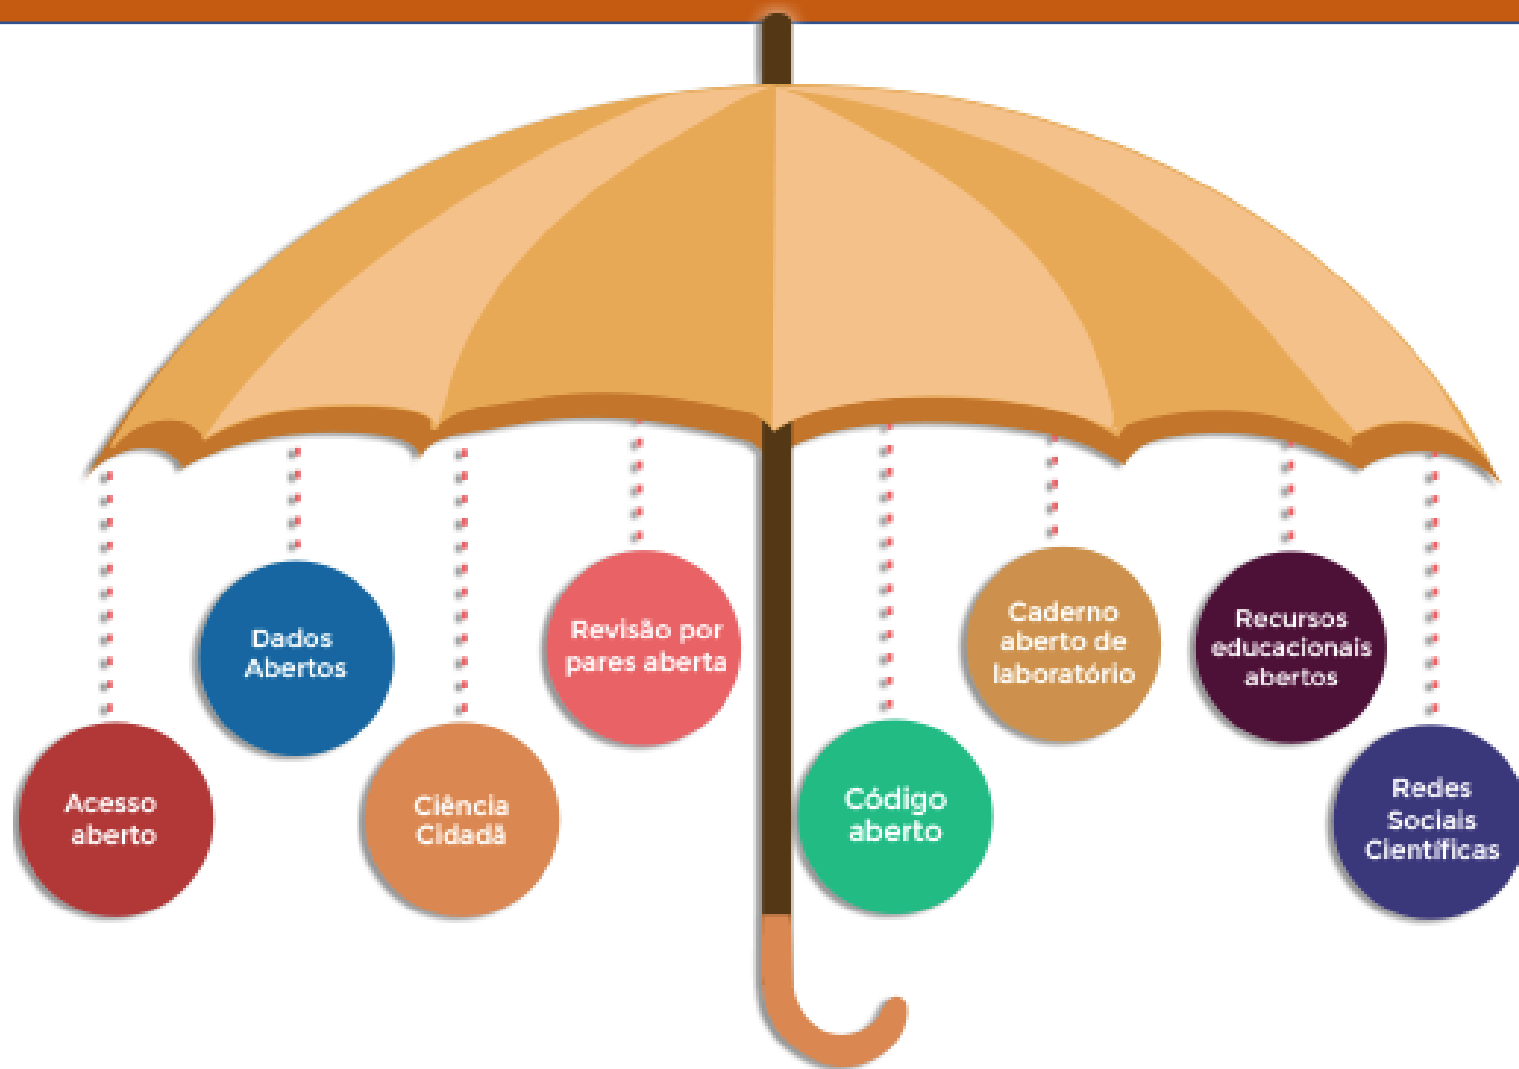 Acesso
aberto
Dados
Abertos
Ciência
Cidadã
Revisão por
pares aberta
Código
aberto
Caderno
aberto de
laboratório
Recursos
educacionais
abertos
Redes
Sociais
Científicas